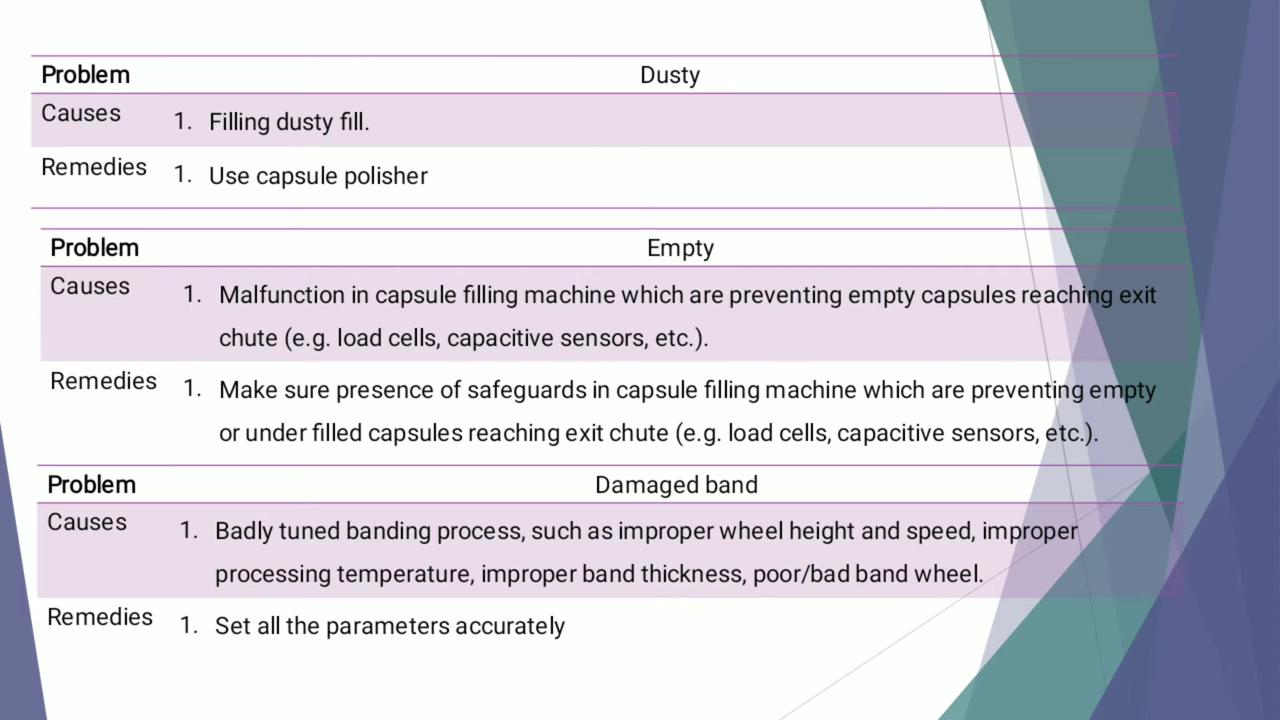 Problem Dusty
Causes 1. Filling dusty fill.
Remedies 1. Use capsule polisher
Problem Empty
Causes 1. Malfunction in capsule filling machine which are preventing empty capsules reaching exit
chute (e.g. load cells, capacitive sensors, etc.).
Remedies 1. Make sure presence of safeguards in capsule filling machine which are preventing empty
or under filled capsules reaching exit chute (e.g. load cells, capacitive sensors, etc.).
Problem Damaged band
Causes 1. Badly tuned banding process, such as improper wheel height and speed, improper
processing temperature, improper band thickness, poor/bad band wheel.
Remedies 1. Set all the parameters accurately